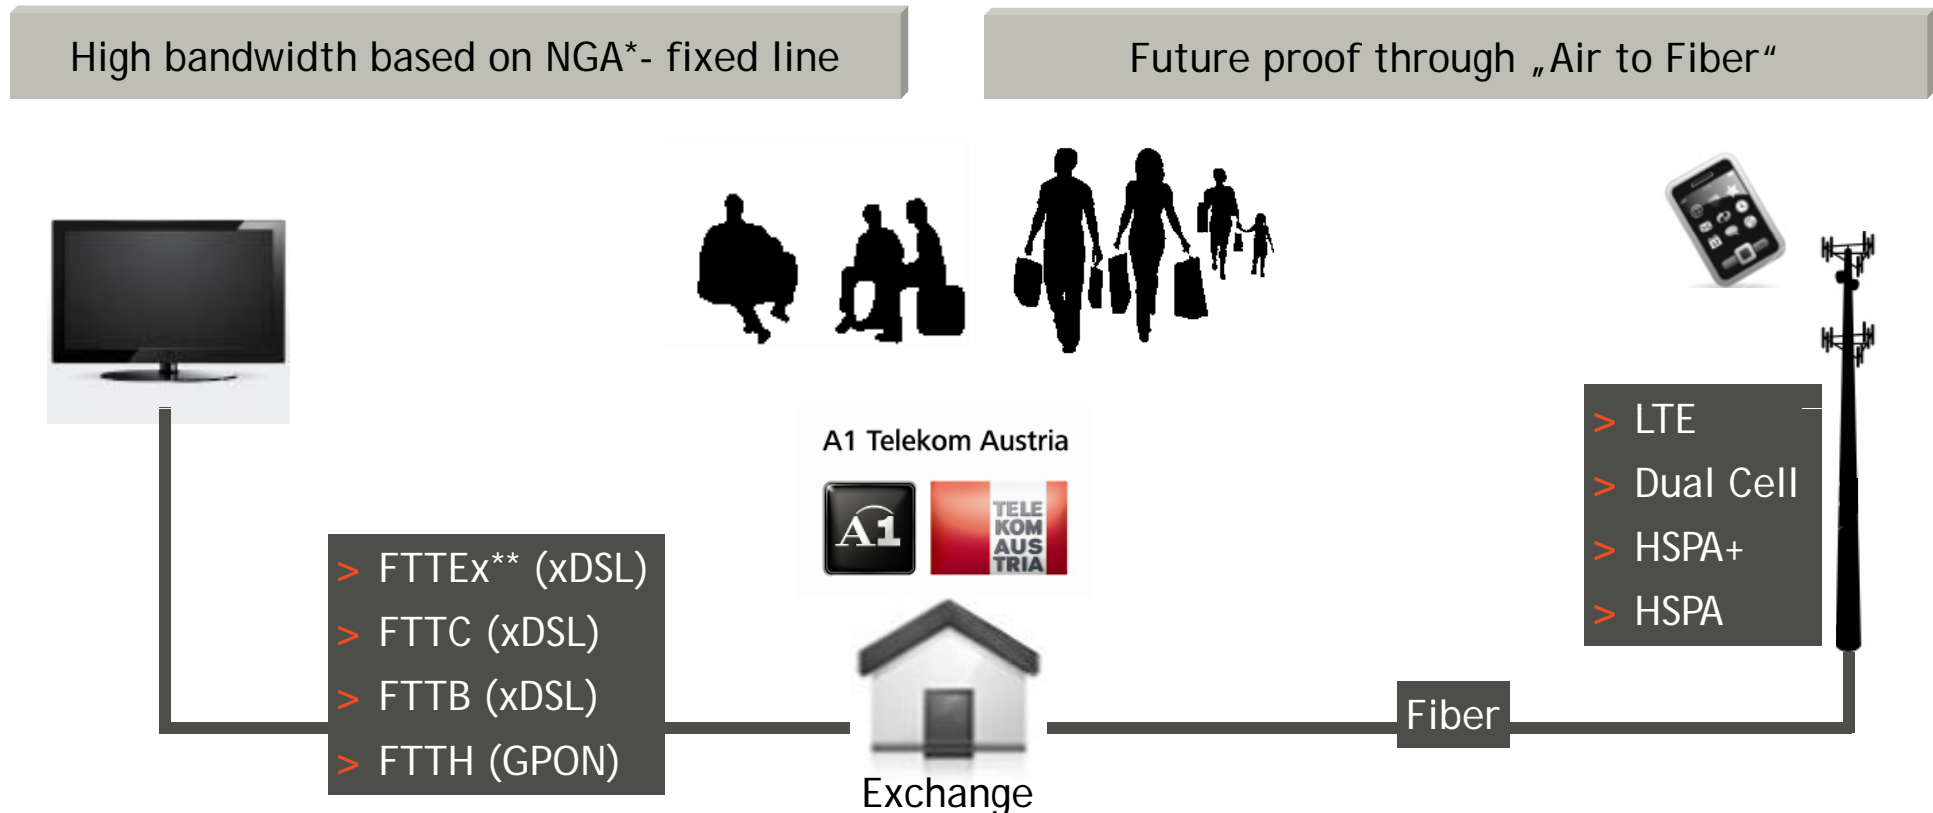 High bandwidth based on NGA*- fixed line
Future proof through „Air to Fiber“
A1 Telekom Austria
A1
TELE
KOM
AUS
TRIA
> LTE
> Dual Cell
> HSPA+
> HSPA
> FTTEx** (xDSL)
> FTTC (xDSL)
> FTTB (xDSL)
> FTTH (GPON)
Fiber
Exchange